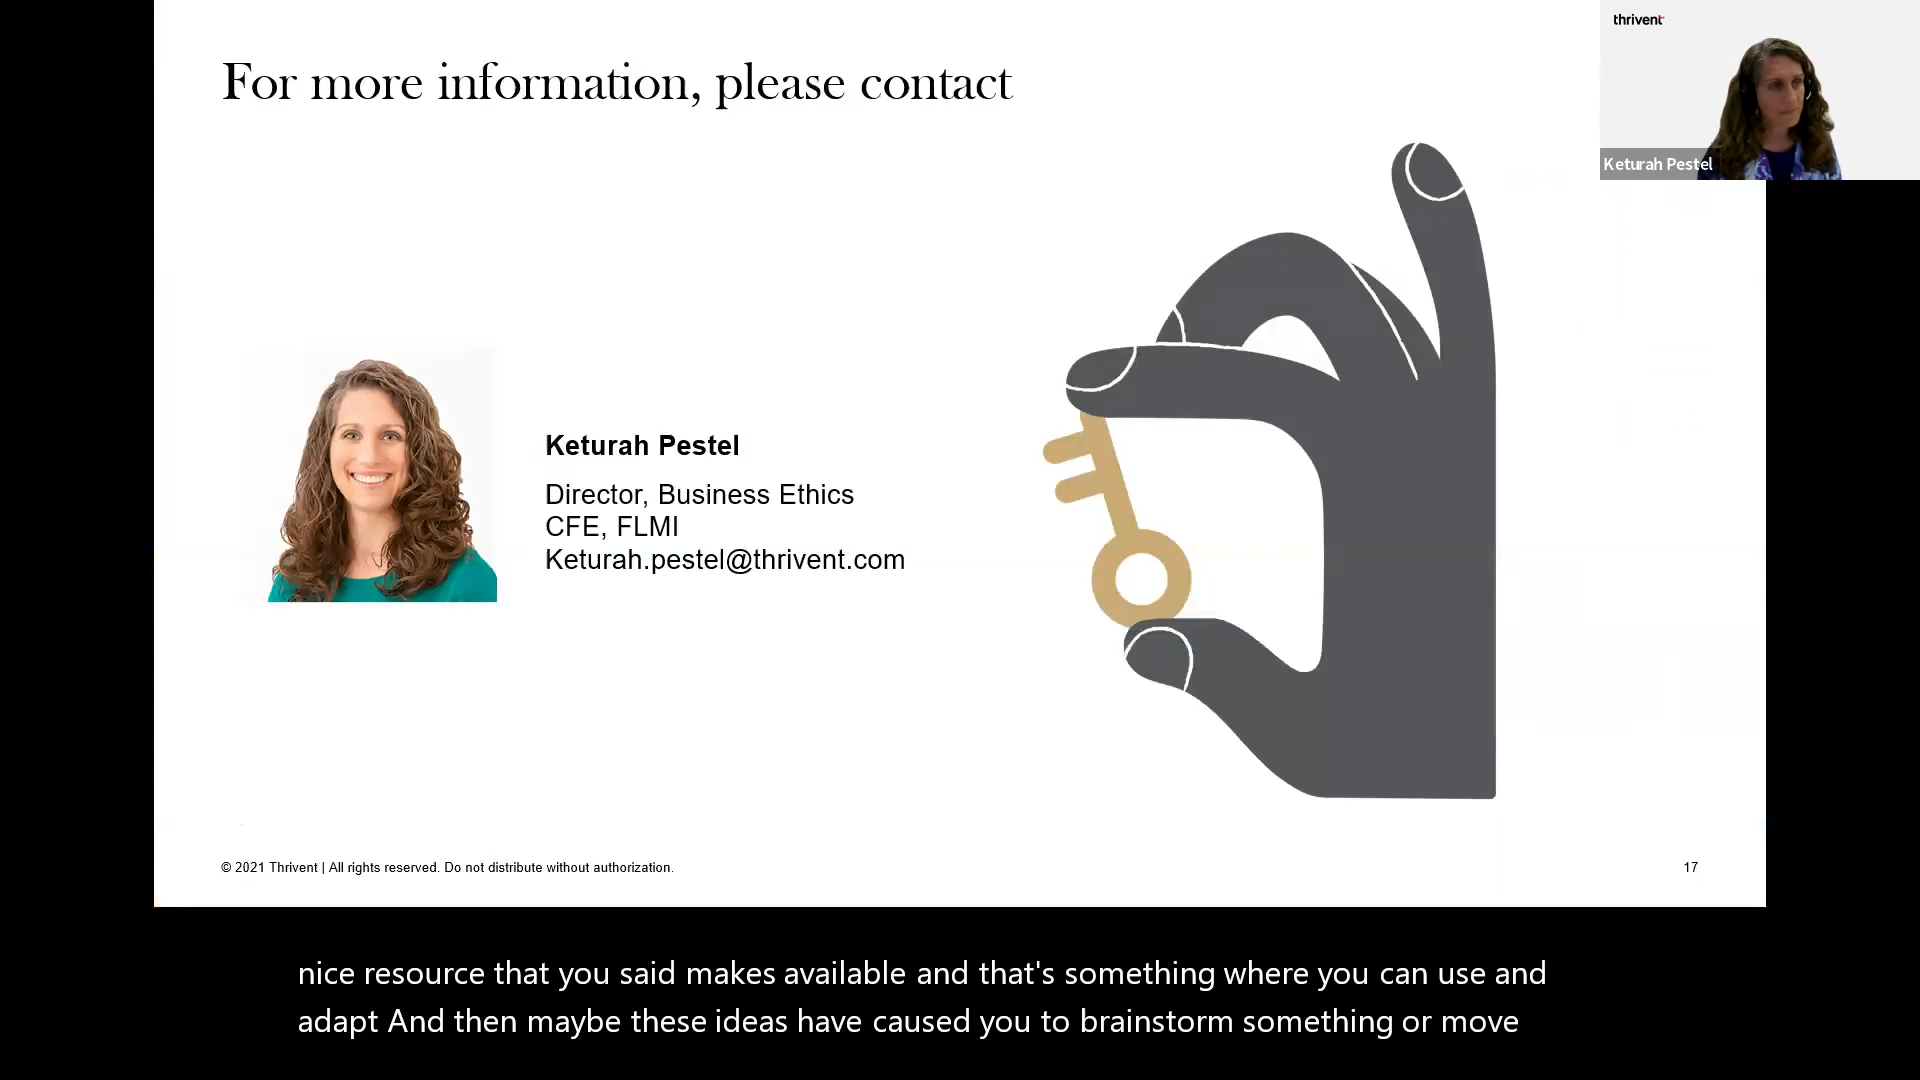 For more information, please contact
thrivent
Keturah Pestel
Keturah Pestel
Director, Business Ethics
CFE, FLMI
Keturah.pestel@thrivent.com
© 2021 Thrivent | All rights reserved. Do not distribute without authorization.
17
nice resource that you said makes available and that's something where you can use and
adapt And then maybe these ideas have caused you to brainstorm something or move